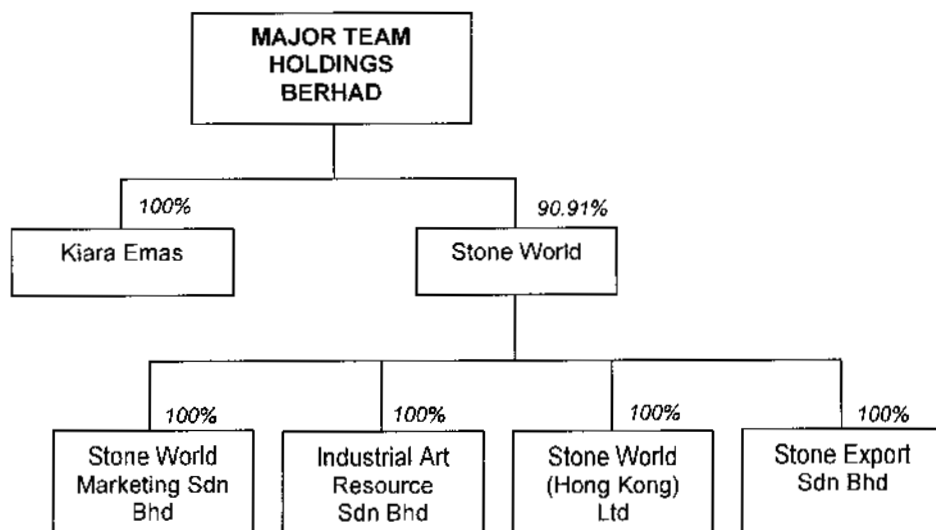 MAJOR TEAM
HOLDINGS
BERHAD
100%
90.91%
Kiara Emas
Stone World
100%
100%
100%
100%
Stone World
Marketing Sdn
Bhd
Industrial Art
Resource
Sdn Bhd
Stone World
(Hong Kong)
Ltd
Stone Export
Sdn Bhd